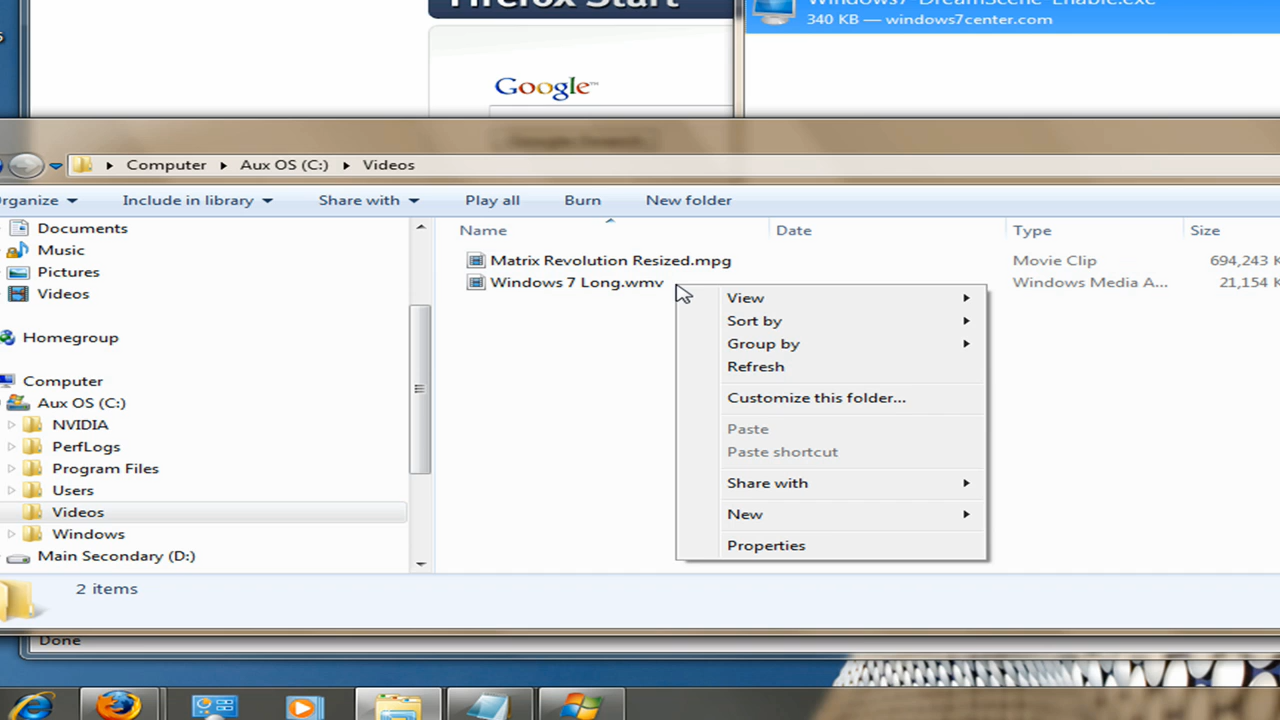 Firefox Start
Windows7-DreamScene-Enable.exe
340 KB — windows7center.com
Google™
Computer Aux OS (C:) Videos
rganize Include in library Share with Play all Burn New folder
Documents
Music
Pictures
Videos
Homegroup
Computer
Aux OS (C:)
NVIDIA
PerfLogs
Program Files
Users
Videos
Windows
Main Secondary (D:)
Name Date Type Size
Matrix Revolution Resized.mpg Movie Clip 694,243 K
Windows 7 Long.wmv Windows Media A... 21,154 K
View
Sort by
Group by
Refresh
Customize this folder...
Paste
Paste shortcut
Share with
New
Properties
2 items
Done